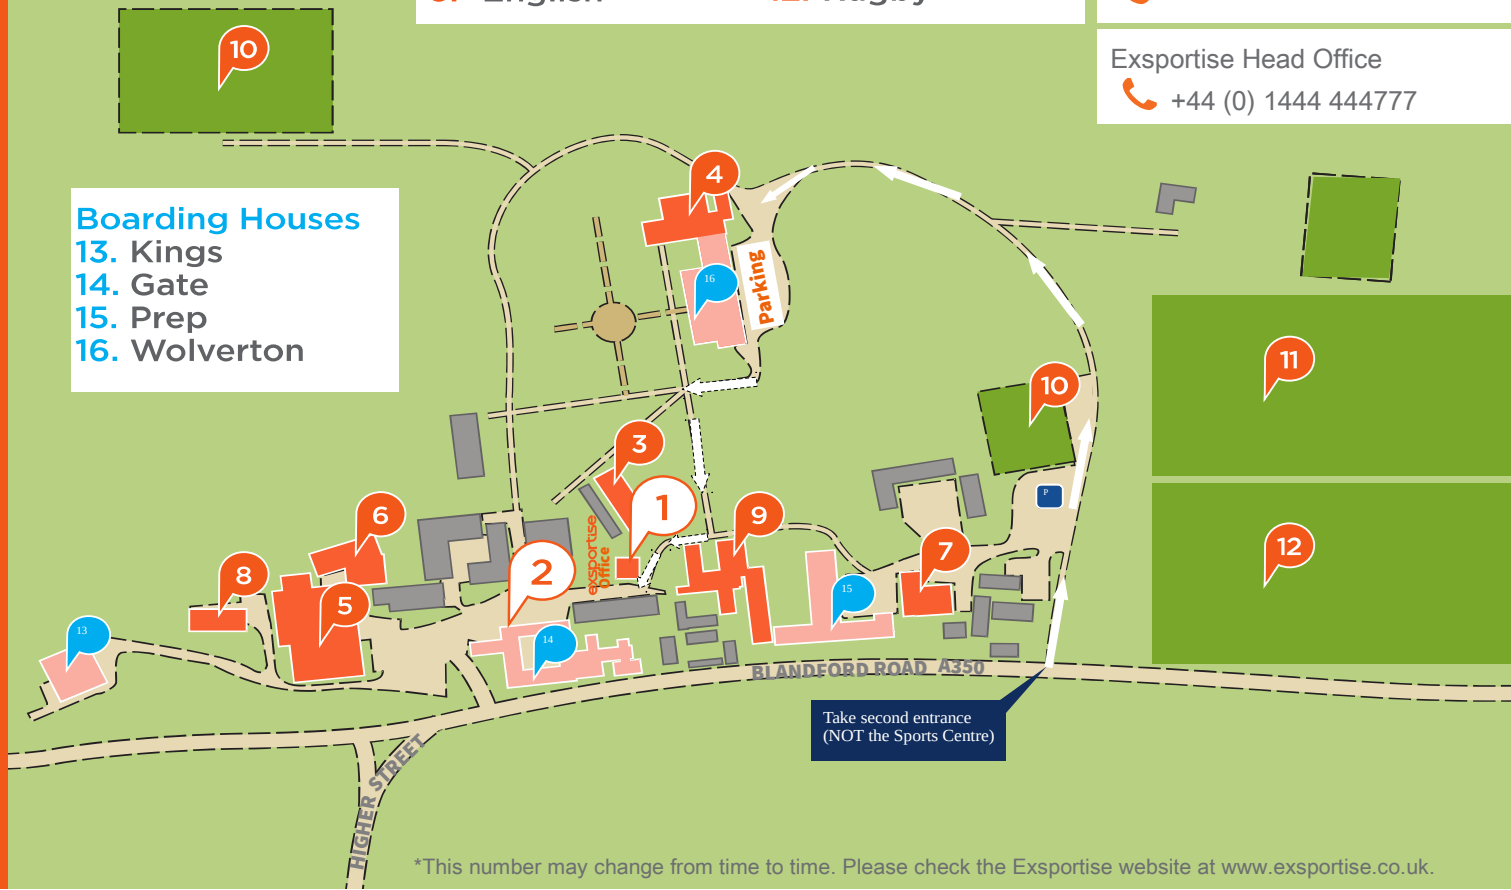 Exsportise Head Office
+44 (0) 1444 444777
10
4
Boarding Houses
13. Kings
14. Gate
15. Prep
16. Wolverton
16
Parking
11
10
3
1
P
6
9
12
exsportise
Office
2
7
8
5
15
13
14
BLANDFORD ROAD A350
Take second entrance
(NOT the Sports Centre)
HIGHER STREET
*This number may change from time to time. Please check the Exsportise website at www.exsportise.co.uk.